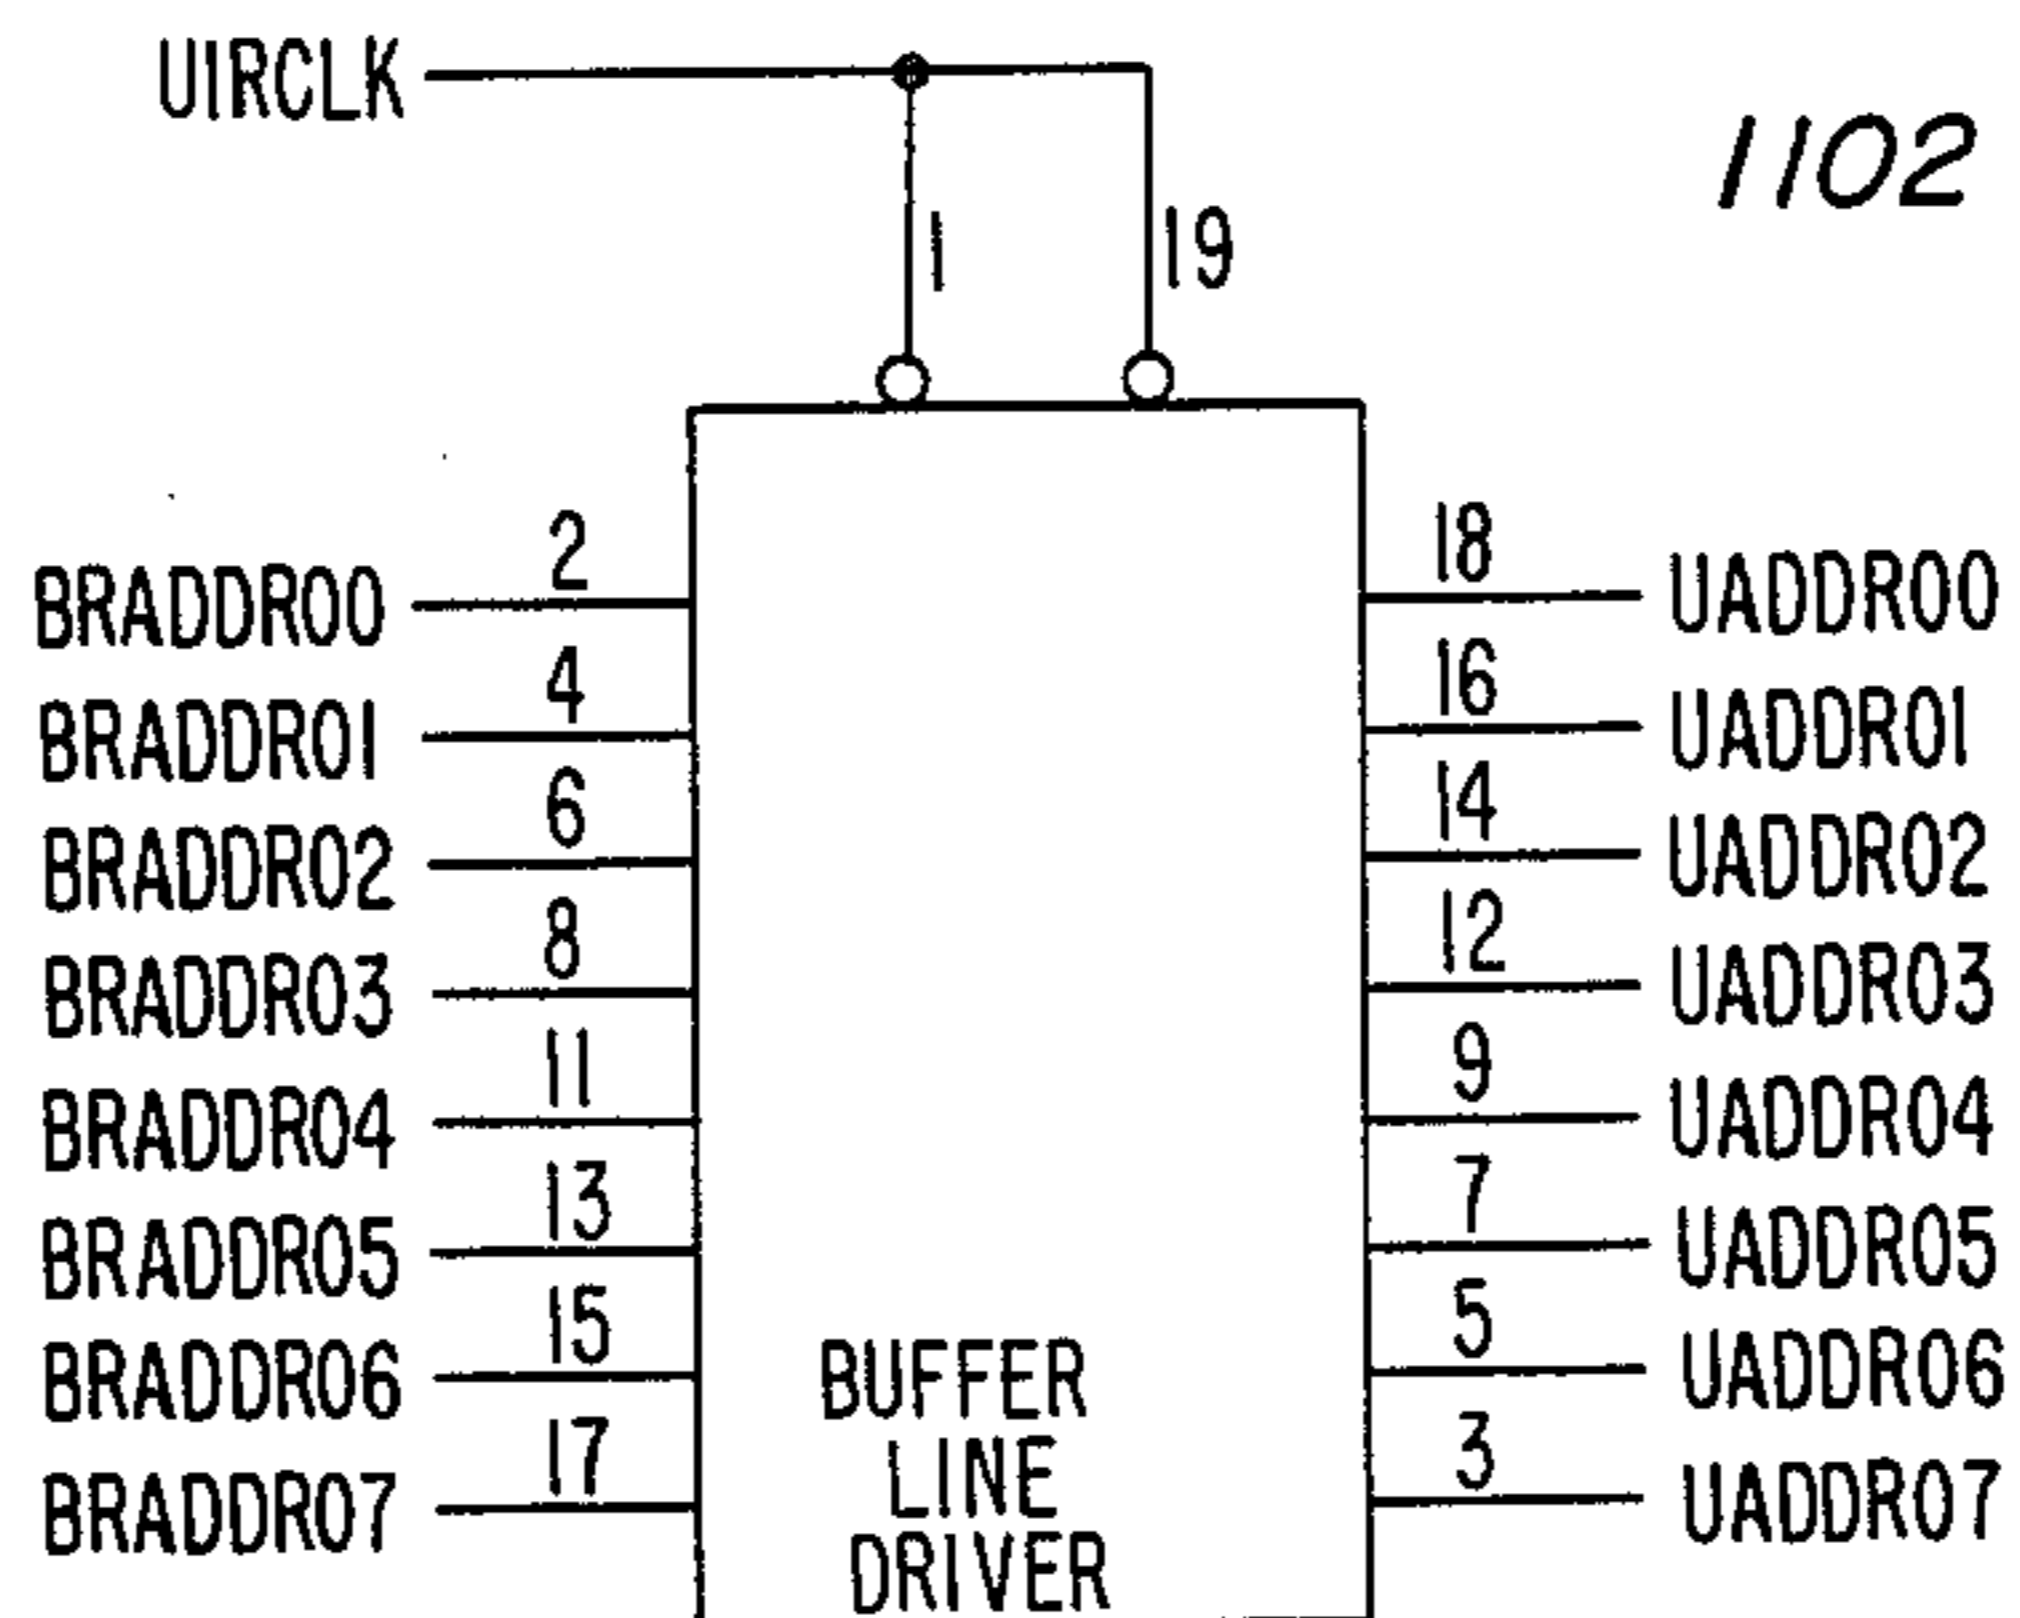 UIRCLK
1102
1 19
2 18
BRADDR00 UADDR00
4 16
BRADDR01 UADDR01
6 14
BRADDR02 UADDR02
8 12
BRADDR03 UADDR03
11 9
BRADDR04 UADDR04
13 7
BRADDR05 UADDR05
15 5
BRADDR06 UADDR06
17 3
BRADDR07 UADDR07
BUFFER
LINE
DRIVER